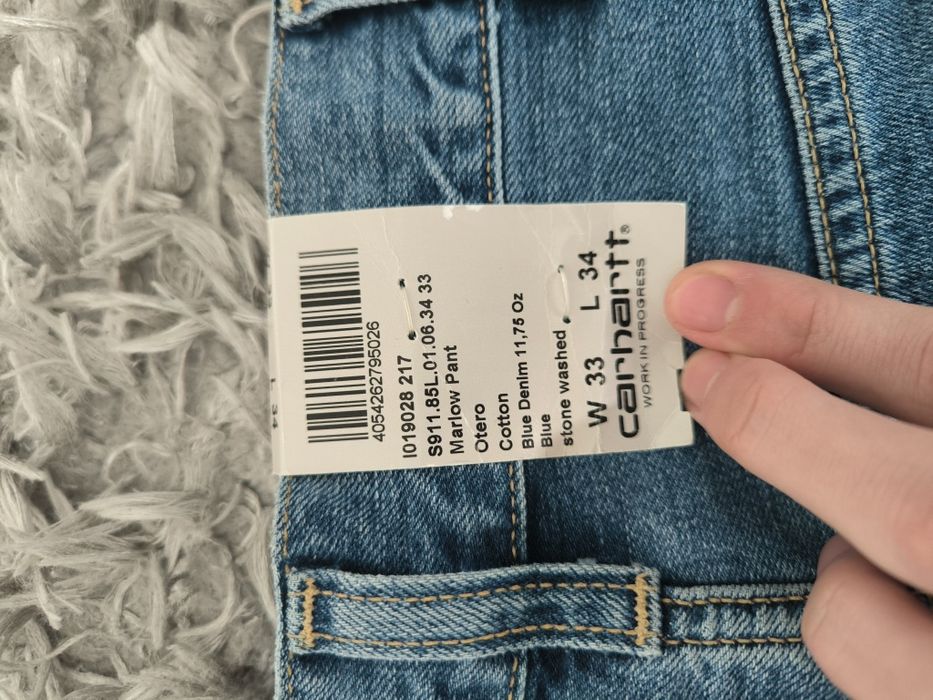 4054262795026
I019028 217
S911.85L.01.06.34 33
Marlow Pant
Otero
Cotton
Blue Denim 11,75 Oz
Blue
stone washed
W 33 L 34
carhartt®
WORK IN PROGRESS
L 34